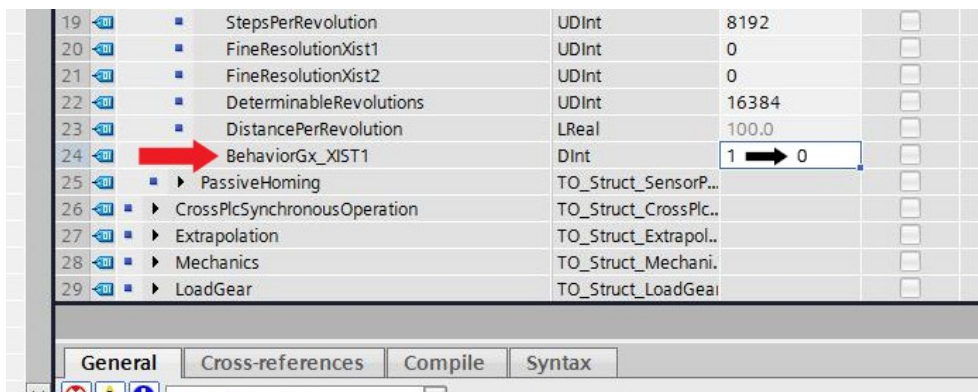 19 StepsPerRevolution UDInt 8192
20 FineResolutionXist1 UDInt 0
21 FineResolutionXist2 UDInt 0
22 DeterminableRevolutions UDInt 16384
23 DistancePerRevolution LReal 100.0
24 BehaviorGx_XIST1 DInt 1 0
25 PassiveHoming TO_Struct_SensorP...
26 CrossPlcSynchronousOperation TO_Struct_CrossPlc..
27 Extrapolation TO_Struct_Extrapol..
28 Mechanics TO_Struct_Mechani.
29 LoadGear TO_Struct_LoadGear
General Cross-references Compile Syntax